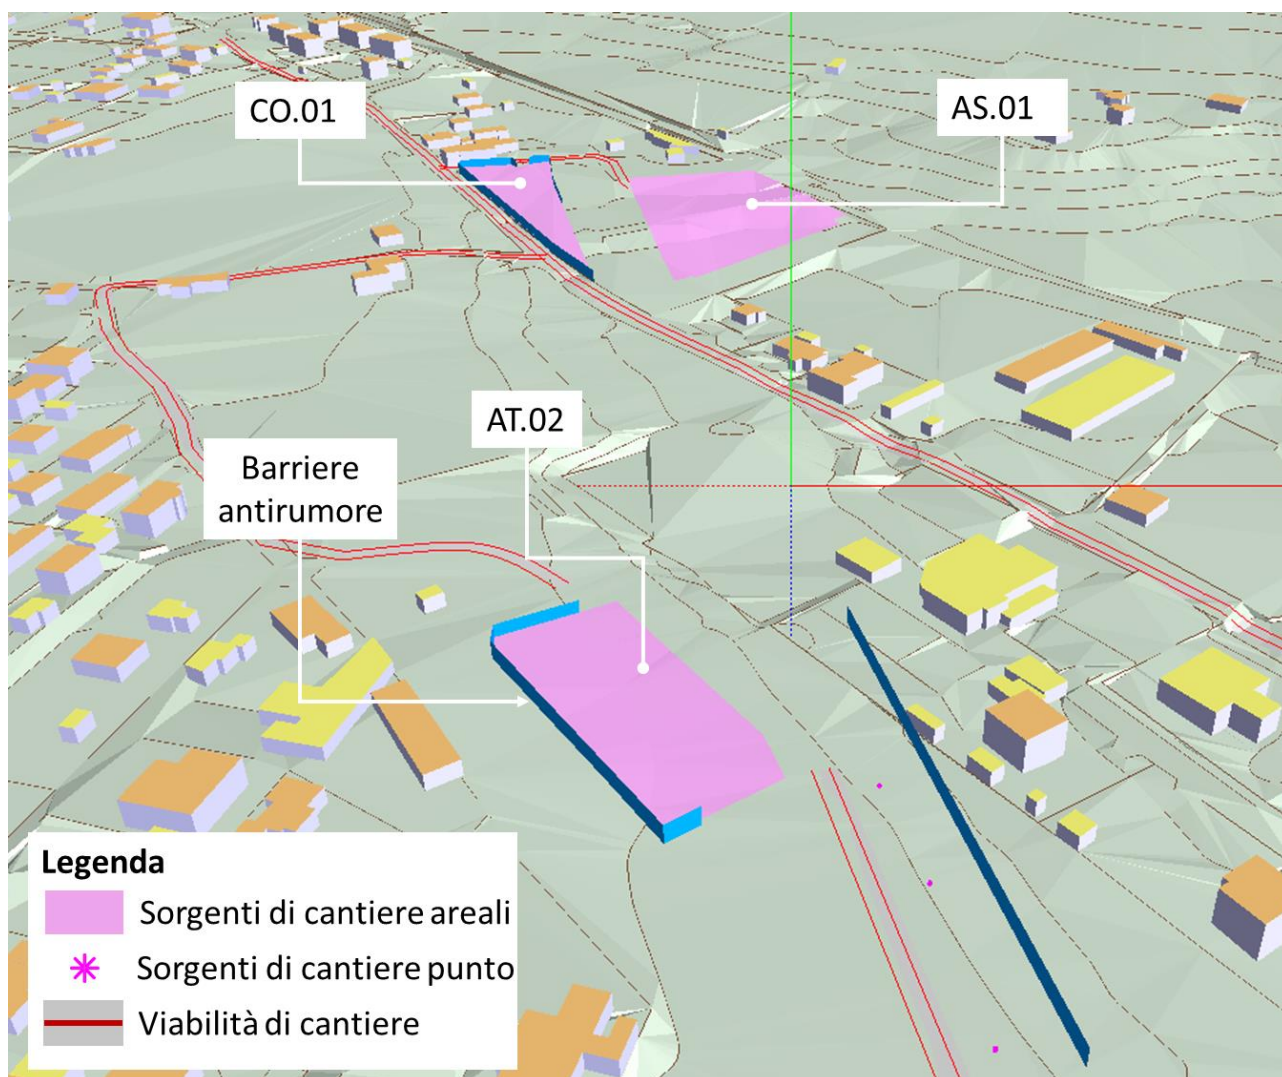 CO.01
AS.01
AT.02
Barriere
antirumore
Legenda
Sorgenti di cantiere areali
Sorgenti di cantiere punto
Viabilità di cantiere